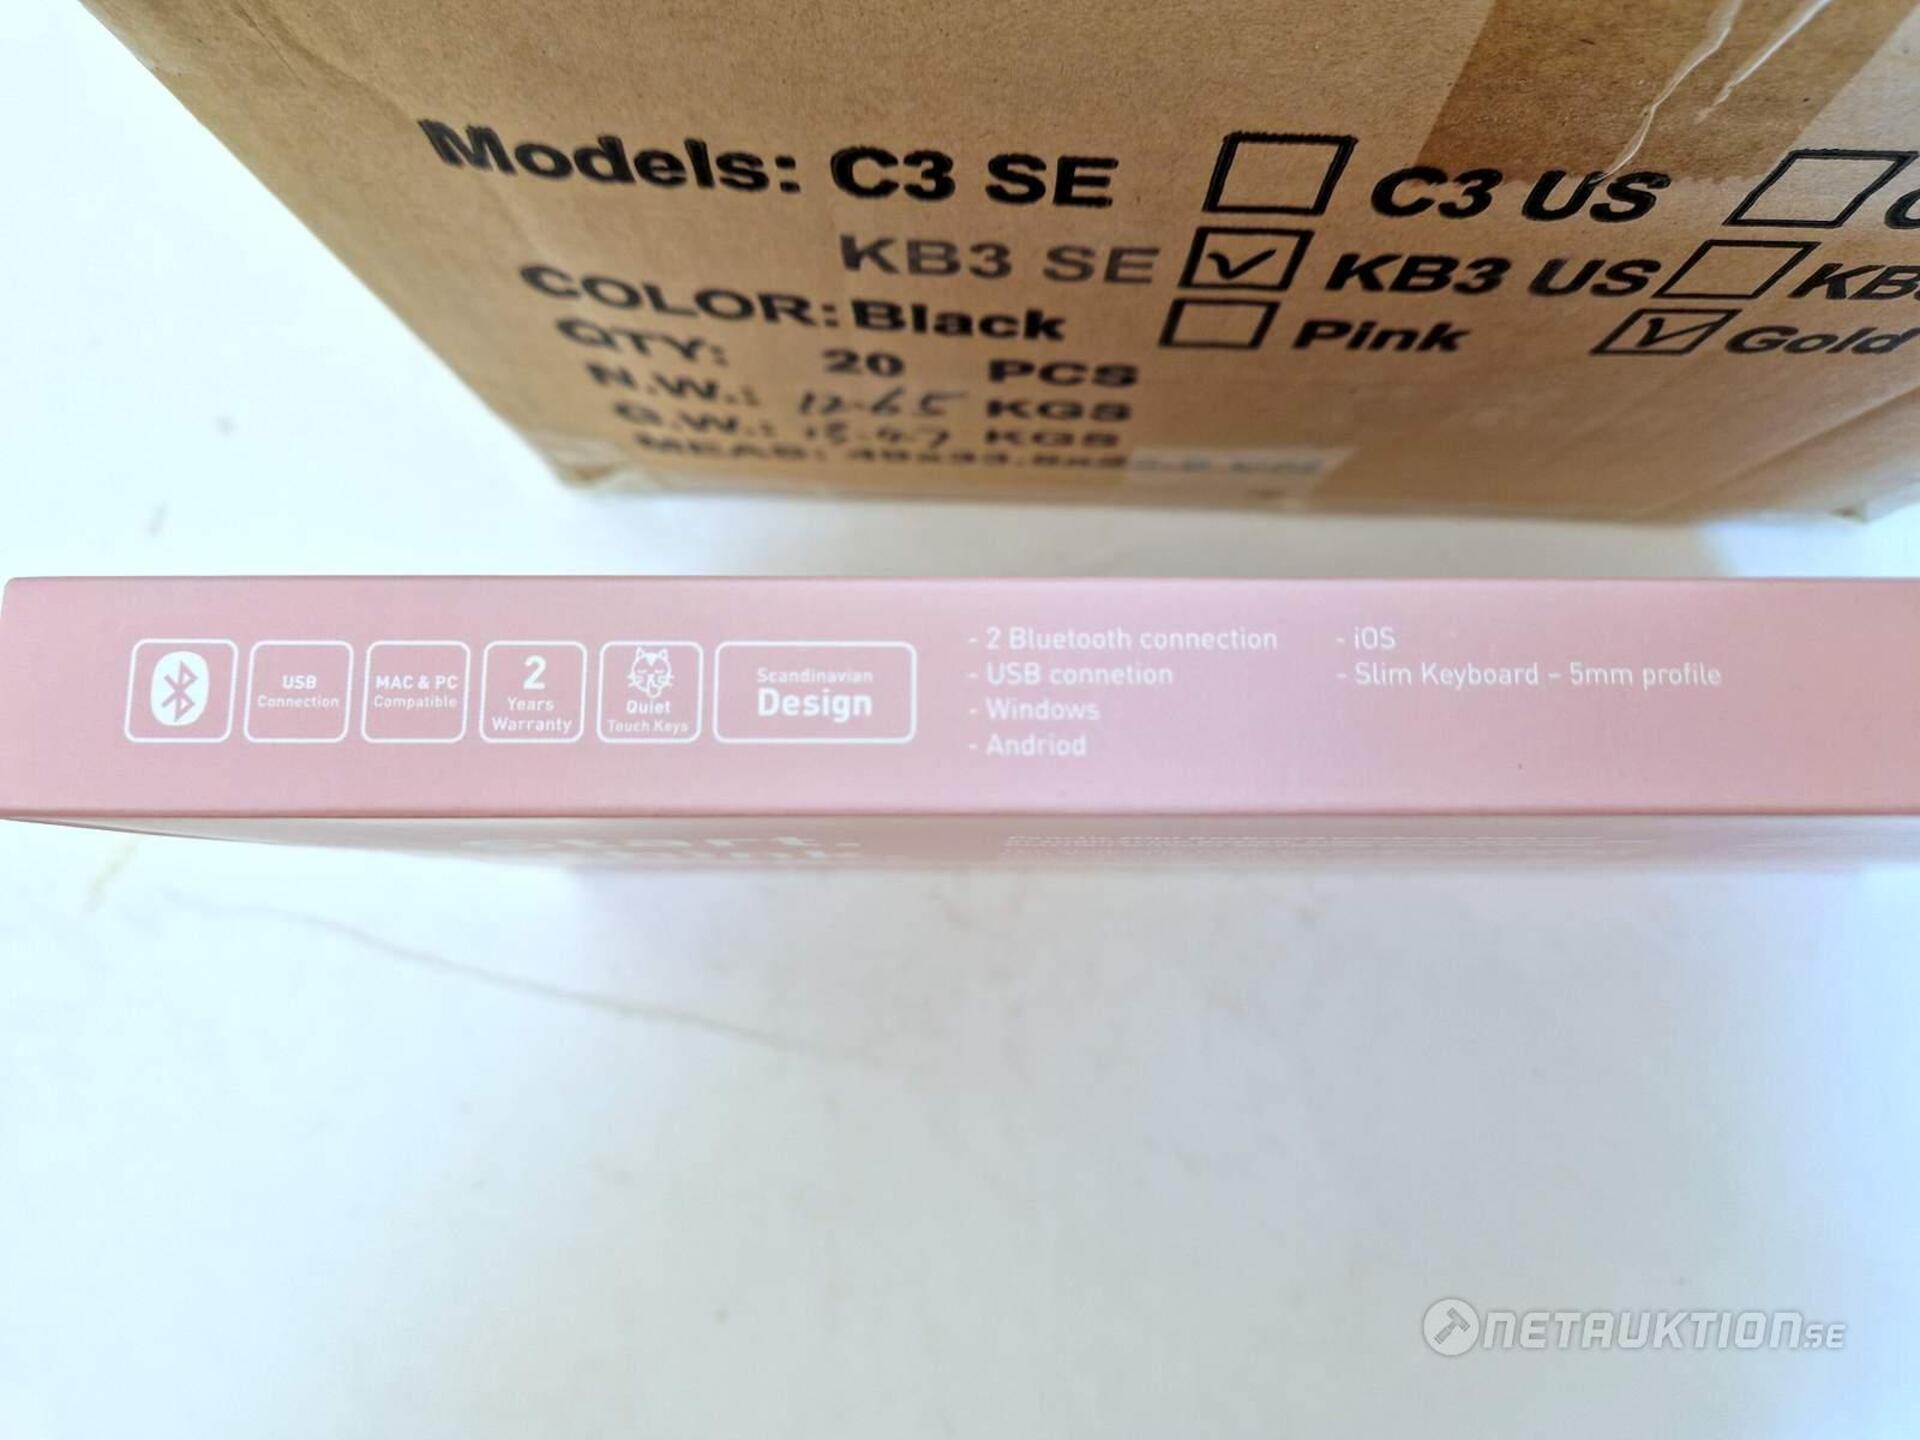 Models: C3 SE C3 US
KB3 SE KB3 US
COLOR: Black Pink Gold
QTY: 20 PCS
N.W.: 12.65 KGS
G.W.: KGS
MEAS:
USB
Connection
MAC & PC
Compatible
2
Years
Warranty
Quiet
Touch Keys
Scandinavian
Design
- 2 Bluetooth connection
- USB connetion
- Windows
- Andriod
- iOS
- Slim Keyboard – 5mm profile
NETAUKTION.SE